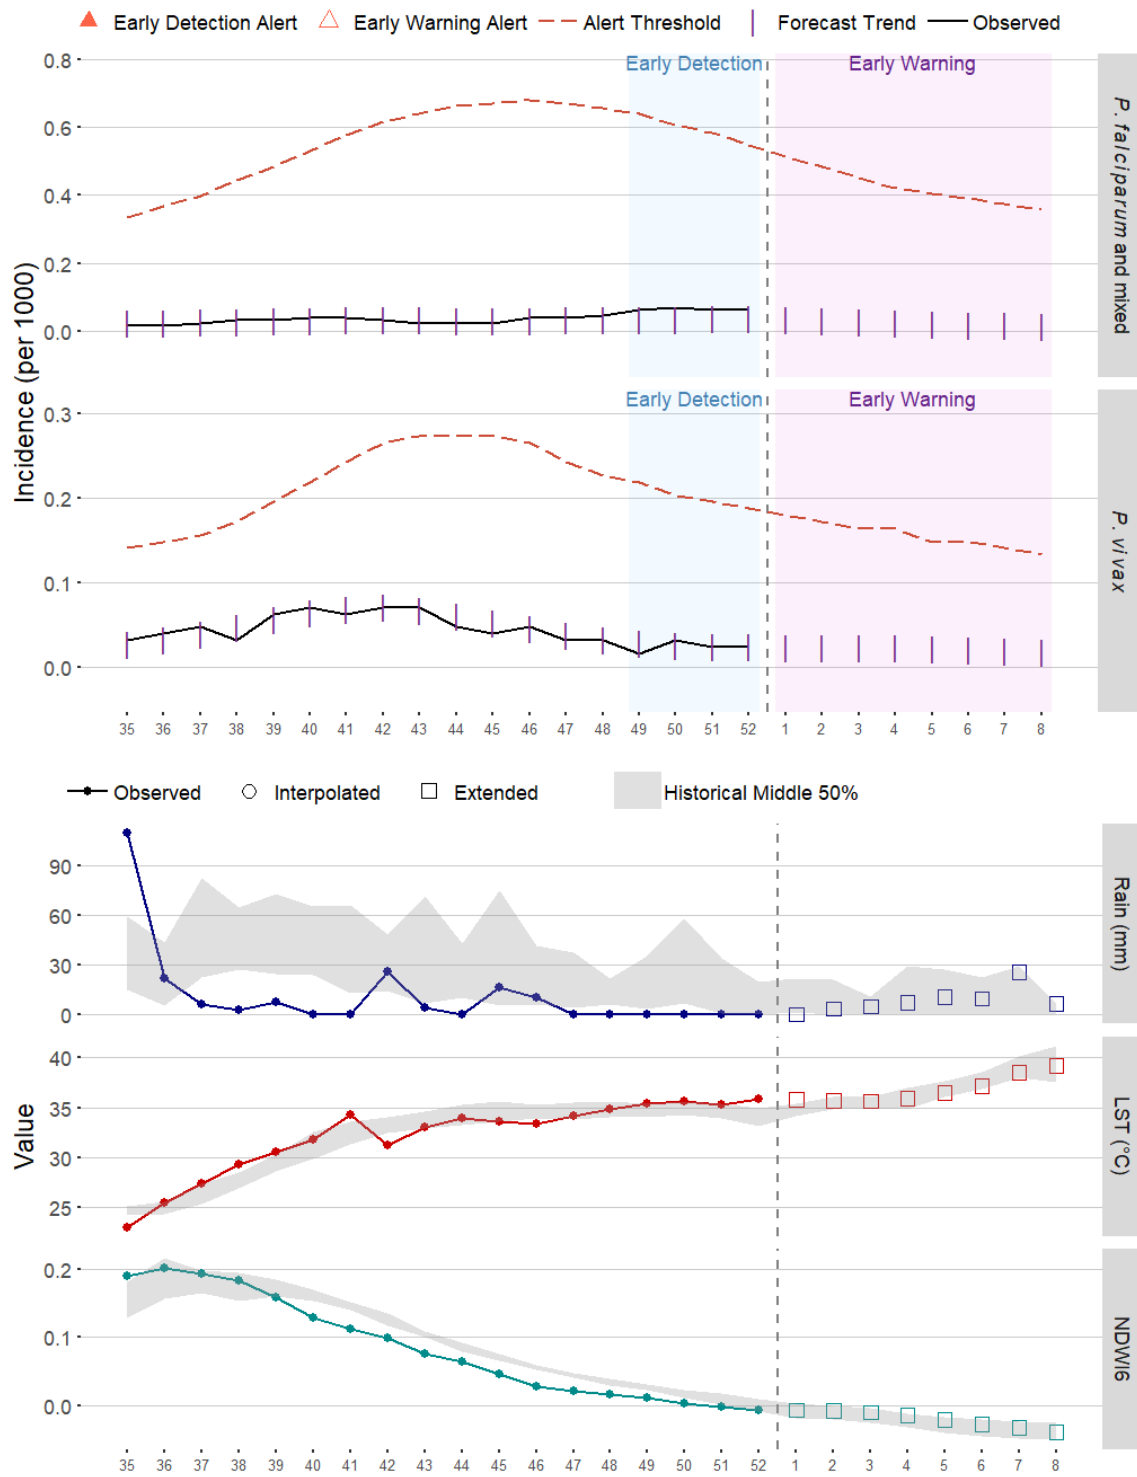 Early Detection Alert Early Warning Alert Alert Threshold Forecast Trend Observed
Early Detection Early Warning
0.8
0.6
0.4
0.2
0.0
P. falciparum and mixed
Incidence (per 1000)
Early Detection Early Warning
0.3
0.2
0.1
0.0
P. vivax
35 36 37 38 39 40 41 42 43 44 45 46 47 48 49 50 51 52 1 2 3 4 5 6 7 8
Observed Interpolated Extended Historical Middle 50%
90
60
30
0
Rain (mm)
Value
40
35
30
25
LST (°C)
0.2
0.1
0.0
NDWI6
35 36 37 38 39 40 41 42 43 44 45 46 47 48 49 50 51 52 1 2 3 4 5 6 7 8